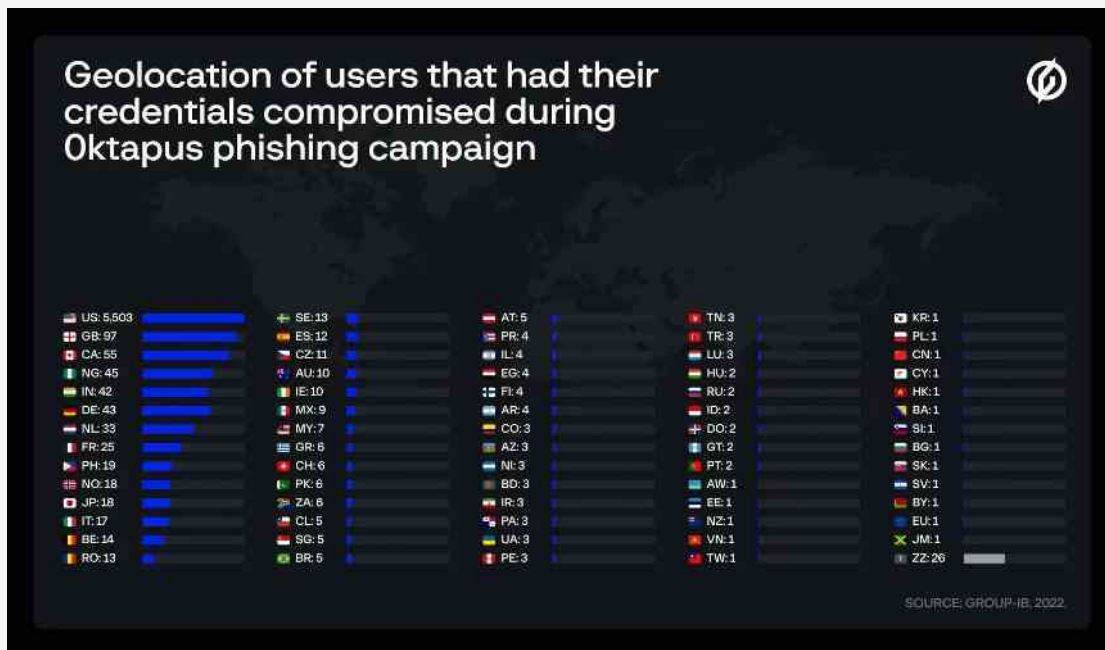 Geolocation of users that had their
credentials compromised during
0ktapus phishing campaign
US: 5,503
GB: 97
CA: 55
NG: 45
IN: 42
DE: 43
NL: 33
FR: 25
PH: 19
NO: 18
JP: 18
IT: 17
BE: 14
RO: 13
SE: 13
ES: 12
CZ: 11
AU: 10
IE: 10
MX: 9
MY: 7
GR: 6
CH: 6
PK: 6
ZA: 6
CL: 5
SG: 5
BR: 5
AT: 5
PR: 4
IL: 4
EG: 4
FI: 4
AR: 4
CO: 3
AZ: 3
NI: 3
BD: 3
IR: 3
PA: 3
UA: 3
PE: 3
TN: 3
TR: 3
LU: 3
HU: 2
RU: 2
ID: 2
DO: 2
GT: 2
PT: 2
AW: 1
EE: 1
NZ: 1
VN: 1
TW: 1
KR: 1
PL: 1
CN: 1
CY: 1
HK: 1
BA: 1
SI: 1
BG: 1
SK: 1
SV: 1
BY: 1
EU: 1
JM: 1
ZZ: 26
SOURCE: GROUP-IB, 2022.